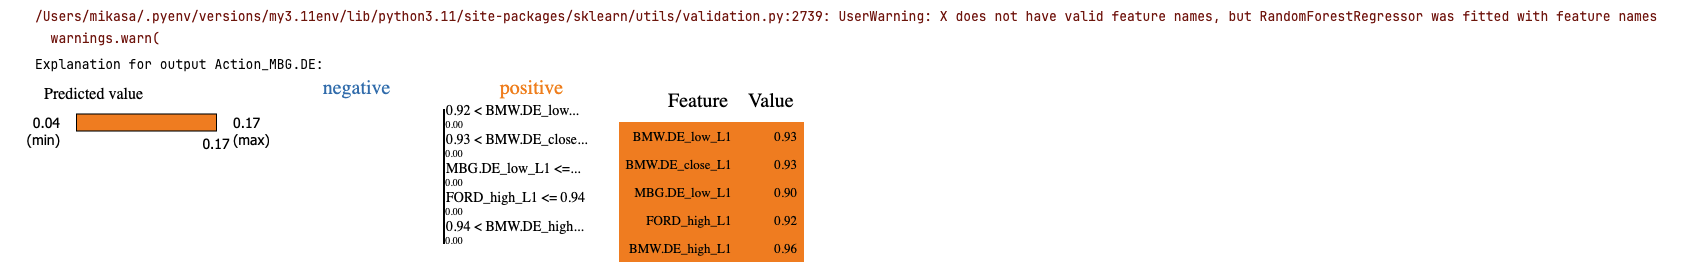 /Users/mikasa/.pyenv/versions/my3.11env/lib/python3.11/site-packages/sklearn/utils/validation.py:2739: UserWarning: X does not have valid feature names, but RandomForestRegressor was fitted with feature names
warnings.warn(
Explanation for output Action_MBG.DE:
Predicted value
0.04
(min)
0.17
(max)
0.17
negative
positive
0.92 < BMW.DE_low...
0.00
0.93 < BMW.DE_close...
0.00
MBG.DE_low_L1 <=...
0.00
FORD_high_L1 <= 0.94
0.00
0.94 < BMW.DE_high...
0.00
Feature Value
BMW.DE_low_L1 0.93
BMW.DE_close_L1 0.93
MBG.DE_low_L1 0.90
FORD_high_L1 0.92
BMW.DE_high_L1 0.96